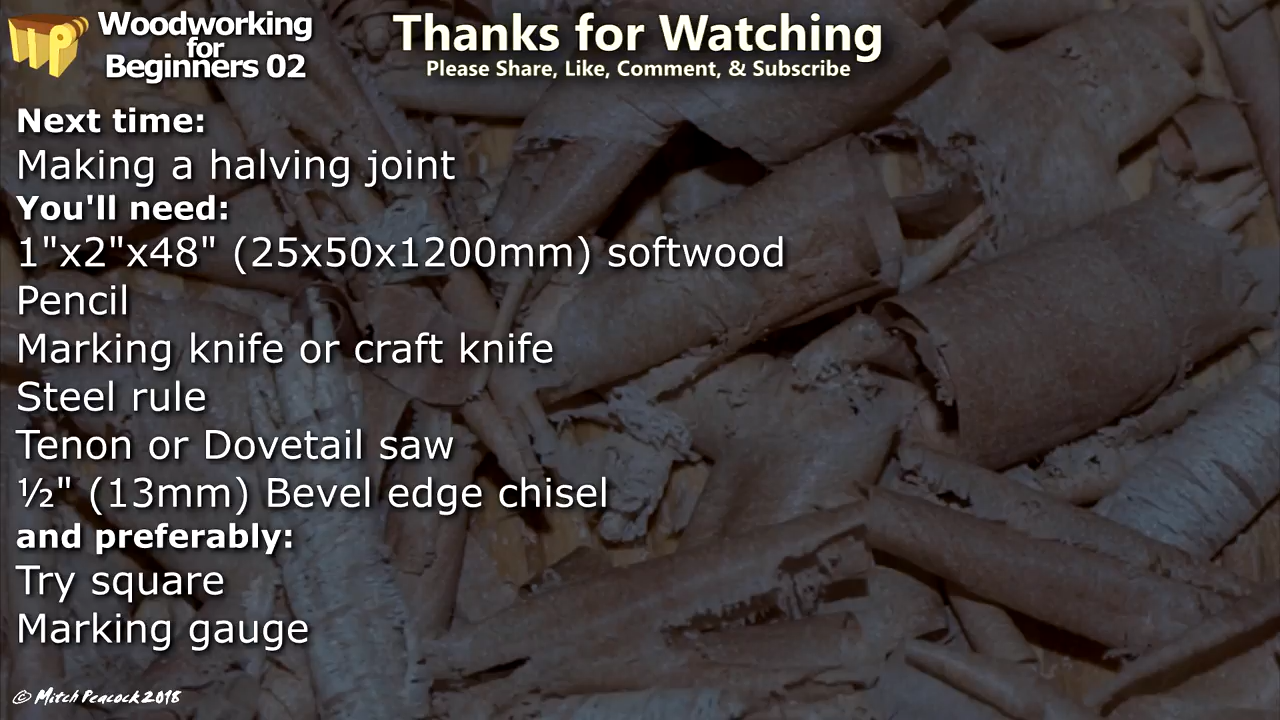 Woodworking
for
Beginners 02
Thanks for Watching
Please Share, Like, Comment, & Subscribe
Next time:
Making a halving joint
You'll need:
1"x2"x48" (25x50x1200mm) softwood
Pencil
Marking knife or craft knife
Steel rule
Tenon or Dovetail saw
½" (13mm) Bevel edge chisel
and preferably:
Try square
Marking gauge
© Mitch Peacock 2018